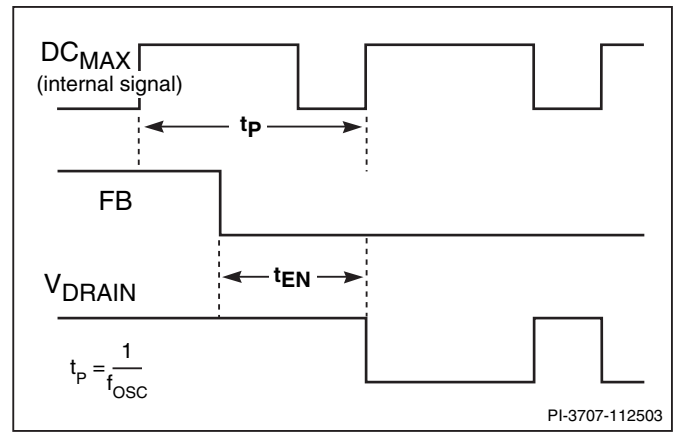 DCMAX
(internal signal)
tP
FB
tEN
VDRAIN
tP = 1/fOSC
PI-3707-112503